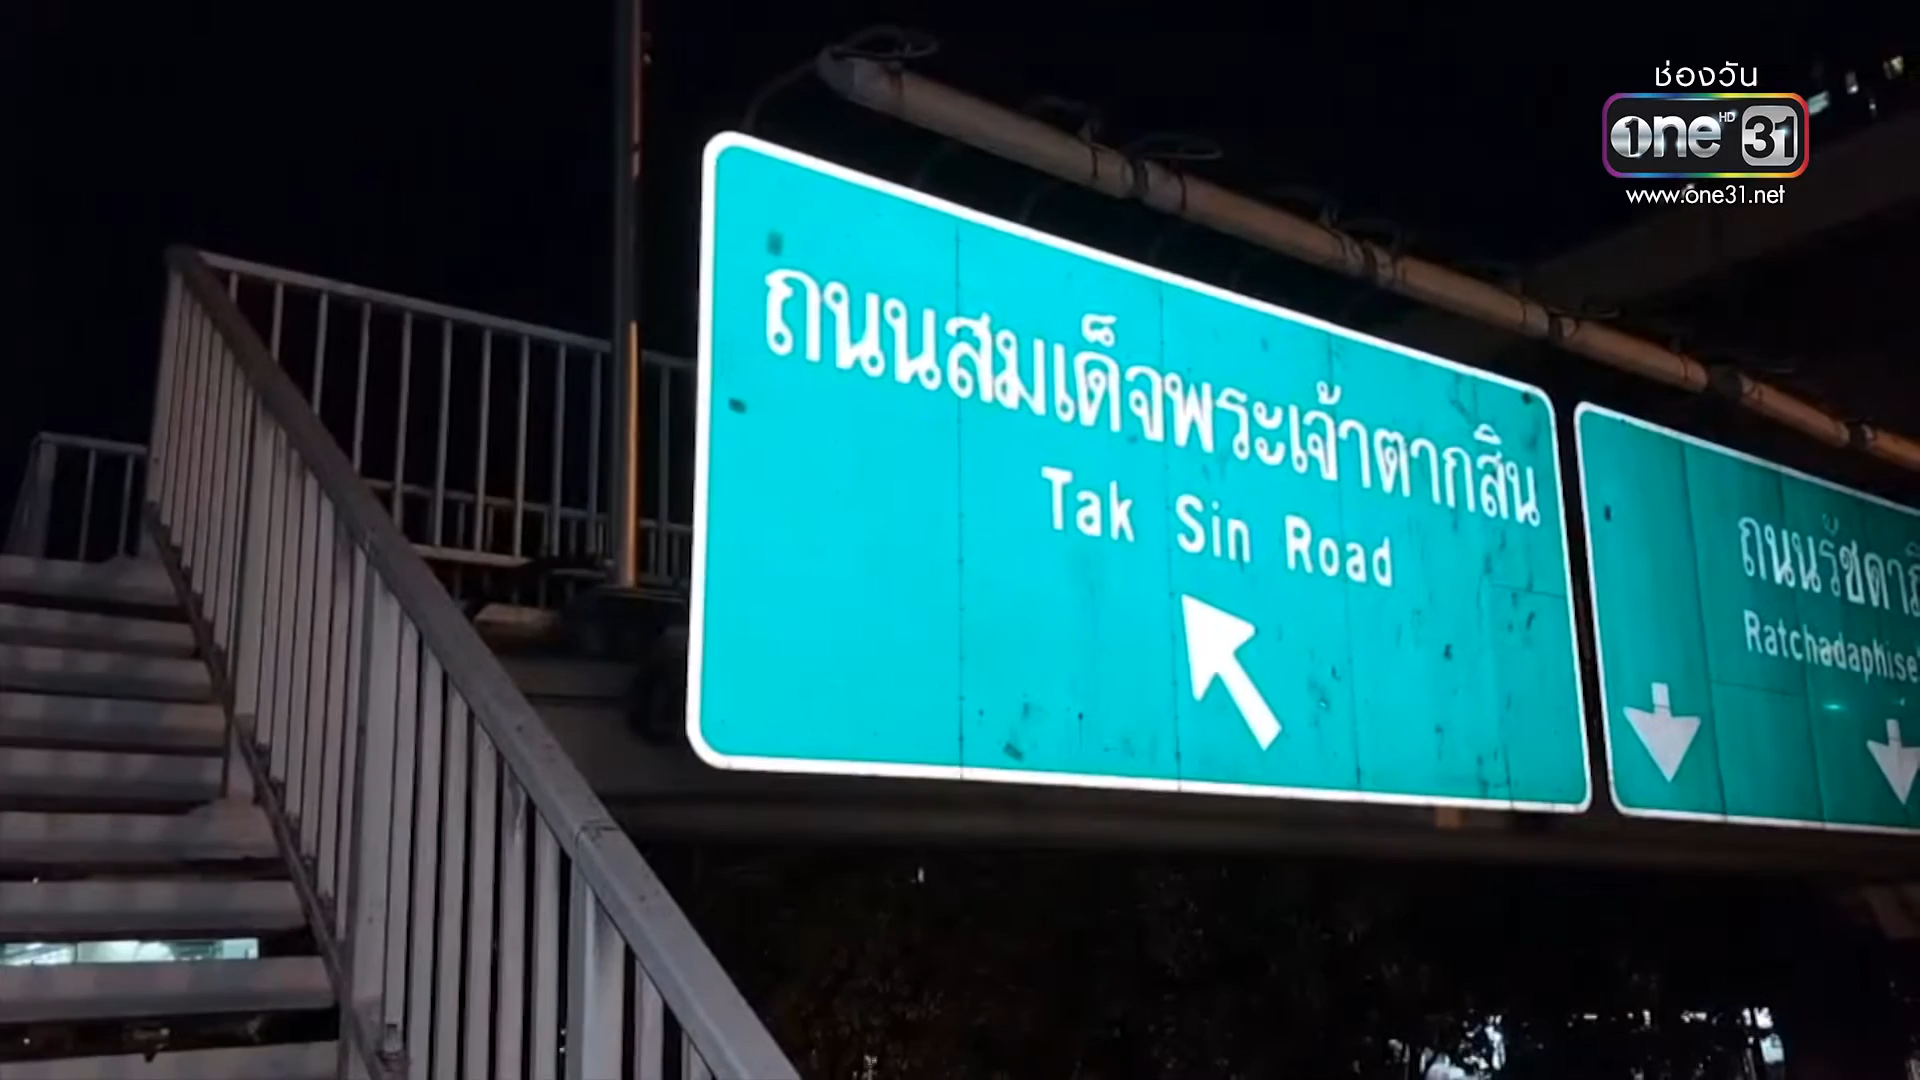 ช่องวัน
one HD 31
www.one31.net
ถนนสมเด็จพระเจ้าตากสิน
Tak Sin Road